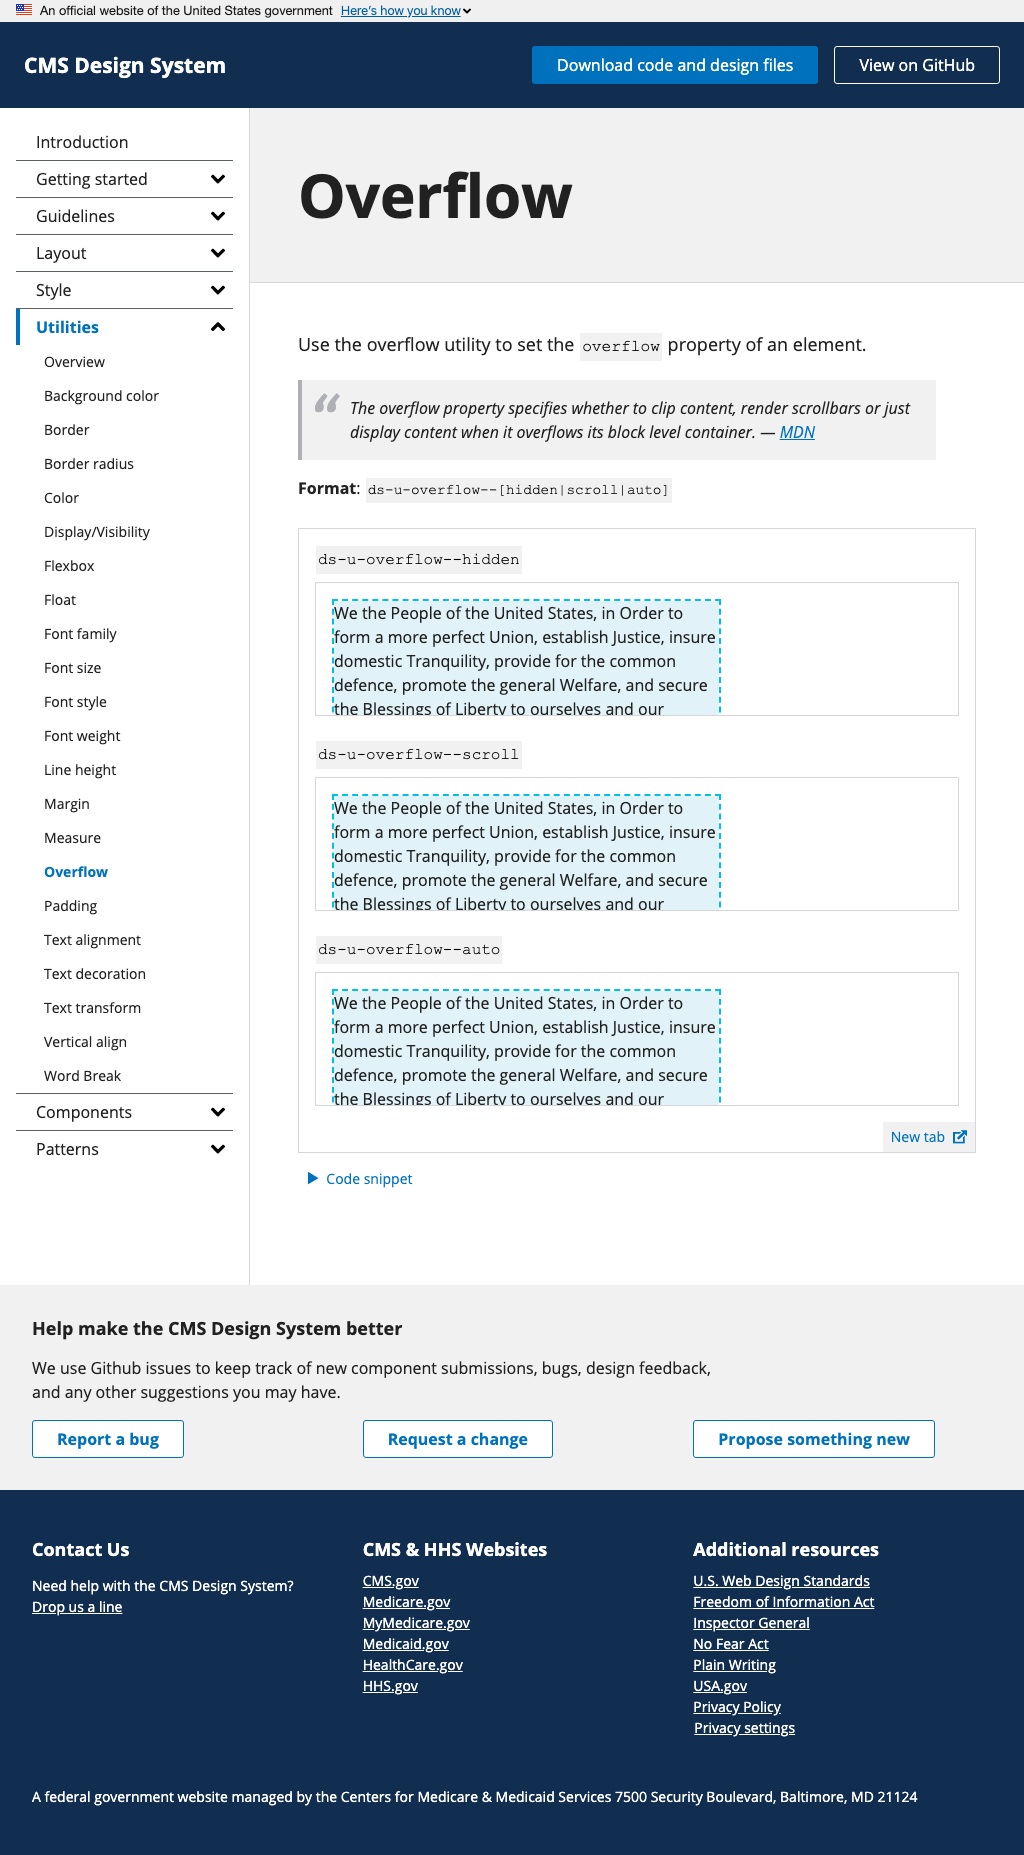 An official website of the United States government Here's how you know
CMS Design System
Download code and design files
View on GitHub
Introduction
Getting started
Guidelines
Layout
Style
Utilities
Overview
Background color
Border
Border radius
Color
Display/Visibility
Flexbox
Float
Font family
Font size
Font style
Font weight
Line height
Margin
Measure
Overflow
Padding
Text alignment
Text decoration
Text transform
Vertical align
Word Break
Components
Patterns
Overflow
Use the overflow utility to set the overflow property of an element.
“ The overflow property specifies whether to clip content, render scrollbars or just
display content when it overflows its block level container. — MDN
Format: ds-u-overflow--[hidden|scroll|auto]
ds-u-overflow--hidden
We the People of the United States, in Order to
form a more perfect Union, establish Justice, insure
domestic Tranquility, provide for the common
defence, promote the general Welfare, and secure
the Blessings of Liberty to ourselves and our
ds-u-overflow--scroll
We the People of the United States, in Order to
form a more perfect Union, establish Justice, insure
domestic Tranquility, provide for the common
defence, promote the general Welfare, and secure
the Blessings of Liberty to ourselves and our
ds-u-overflow--auto
We the People of the United States, in Order to
form a more perfect Union, establish Justice, insure
domestic Tranquility, provide for the common
defence, promote the general Welfare, and secure
the Blessings of Liberty to ourselves and our
New tab
Code snippet
Help make the CMS Design System better
We use Github issues to keep track of new component submissions, bugs, design feedback,
and any other suggestions you may have.
Report a bug
Request a change
Propose something new
Contact Us
Need help with the CMS Design System?
Drop us a line
CMS & HHS Websites
CMS.gov
Medicare.gov
MyMedicare.gov
Medicaid.gov
HealthCare.gov
HHS.gov
Additional resources
U.S. Web Design Standards
Freedom of Information Act
Inspector General
No Fear Act
Plain Writing
USA.gov
Privacy Policy
Privacy settings
A federal government website managed by the Centers for Medicare & Medicaid Services 7500 Security Boulevard, Baltimore, MD 21124